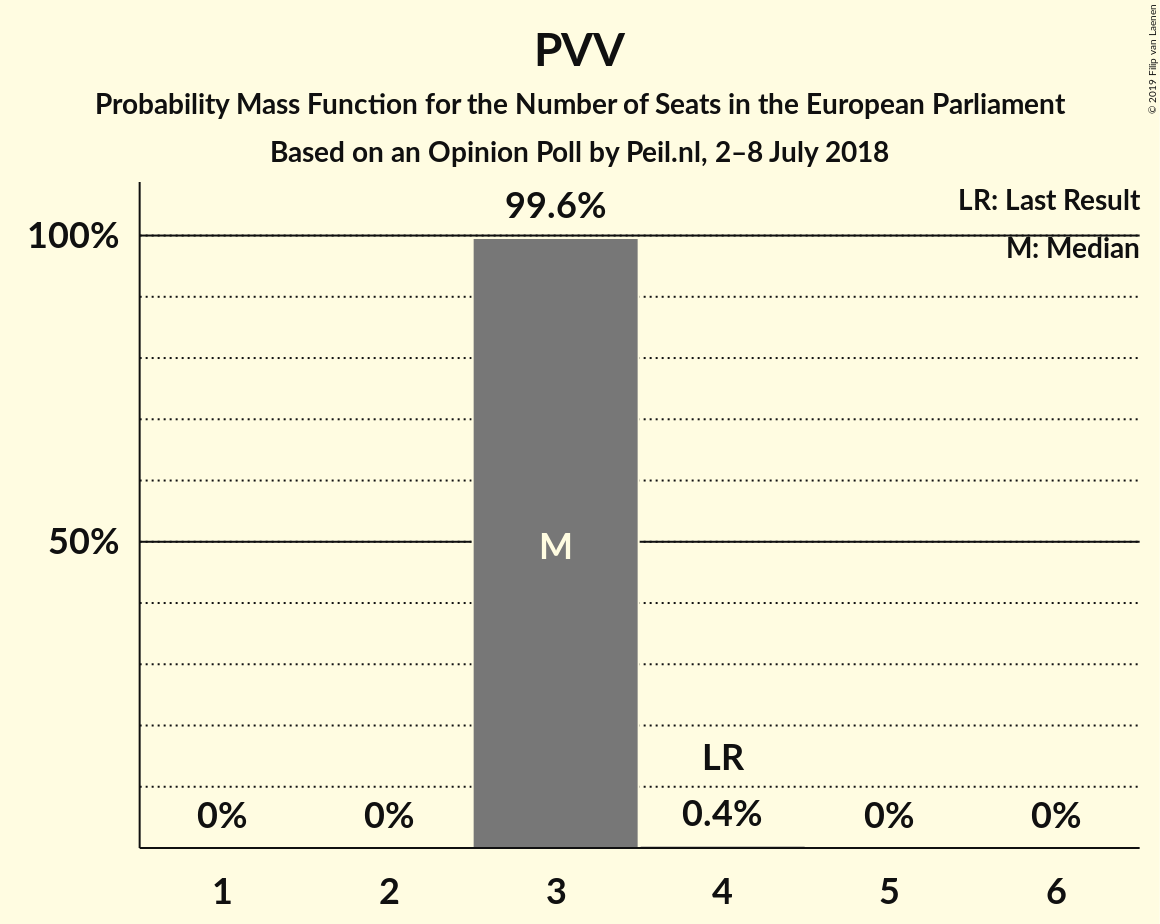 PVV
Probability Mass Function for the Number of Seats in the European Parliament
Based on an Opinion Poll by Peil.nl, 2–8 July 2018
© 2019 Filip van Laenen
LR: Last Result
M: Median
99.6%
100%
50%
M
LR
0% 0% 0.4% 0% 0%
1 2 3 4 5 6